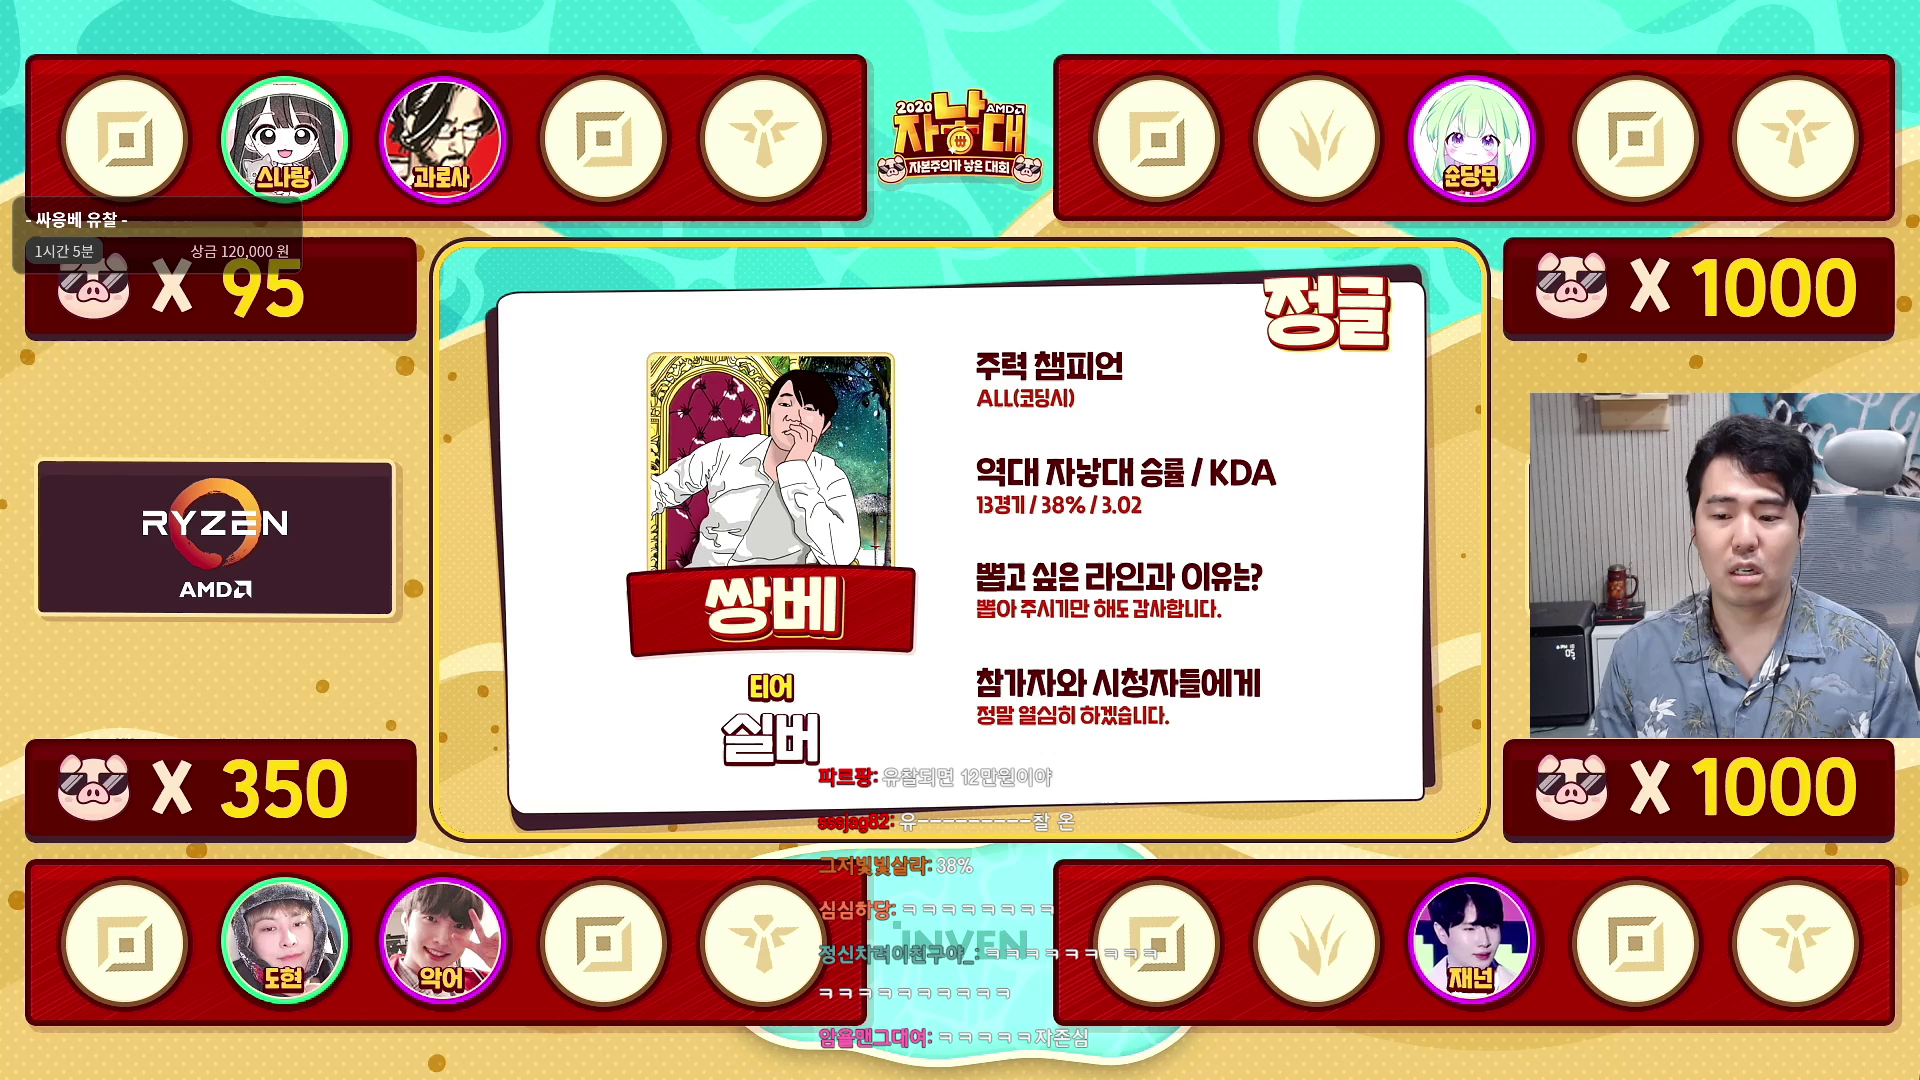 스나랑
과로사
2020 AMD
자낳대
자본주의가 낳은 대회
순당무
- 싸응베 유찰 -
1시간 5분 상금 120,000 원
X 95
X 1000
정글
주력 챔피언
ALL(코딩시)
역대 자낳대 승률 / KDA
13경기 / 38% / 3.02
뽑고 싶은 라인과 이유는?
뽑아 주시기만 해도 감사합니다.
참가자와 시청자들에게
정말 열심히 하겠습니다.
쌍베
티어
실버
RYZEN
AMD
X 350
X 1000
파르팡: 유찰되면 12만원이야
sssjag82: 유----------찰 온
그저빛빛살라: 38%
심심하당: ㅋㅋㅋㅋㅋㅋㅋㅋ
정신차려이친구야_: ㅋㅋㅋㅋㅋㅋㅋㅋㅋ
ㅋㅋㅋㅋㅋㅋㅋㅋㅋㅋ
암욜맨그대여: ㅋㅋㅋㅋㅋ자존심
INVEN
도현
악어
재넌